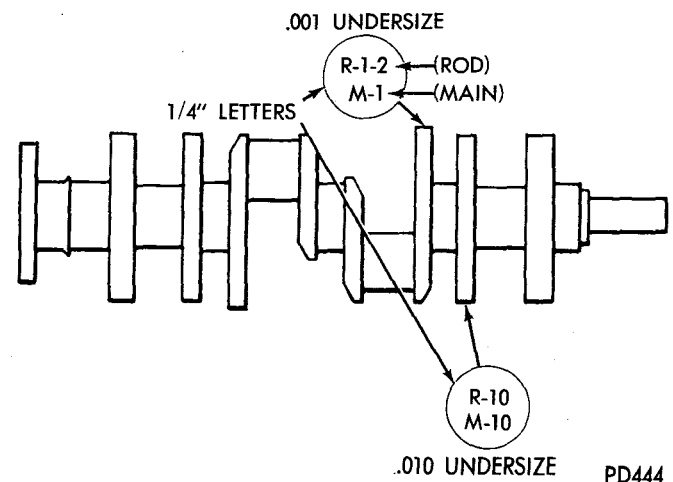 .001 UNDERSIZE
R-1-2 (ROD)
M-1 (MAIN)
1/4" LETTERS
R-10
M-10
.010 UNDERSIZE
PD444